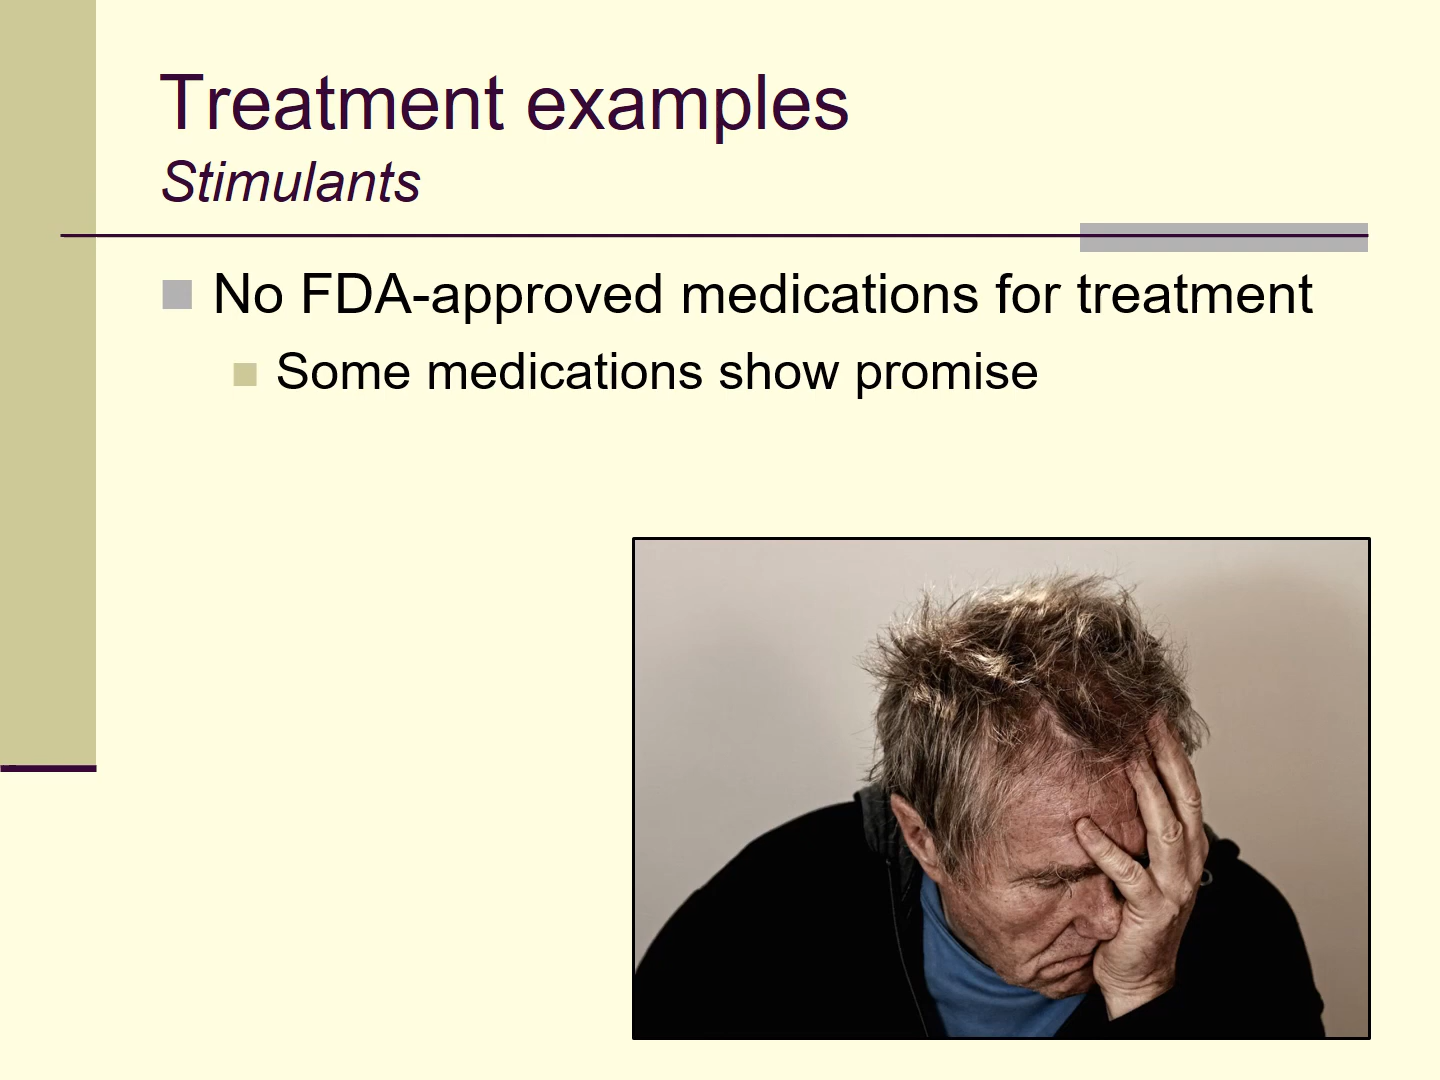 Treatment examples
Stimulants
No FDA-approved medications for treatment
Some medications show promise